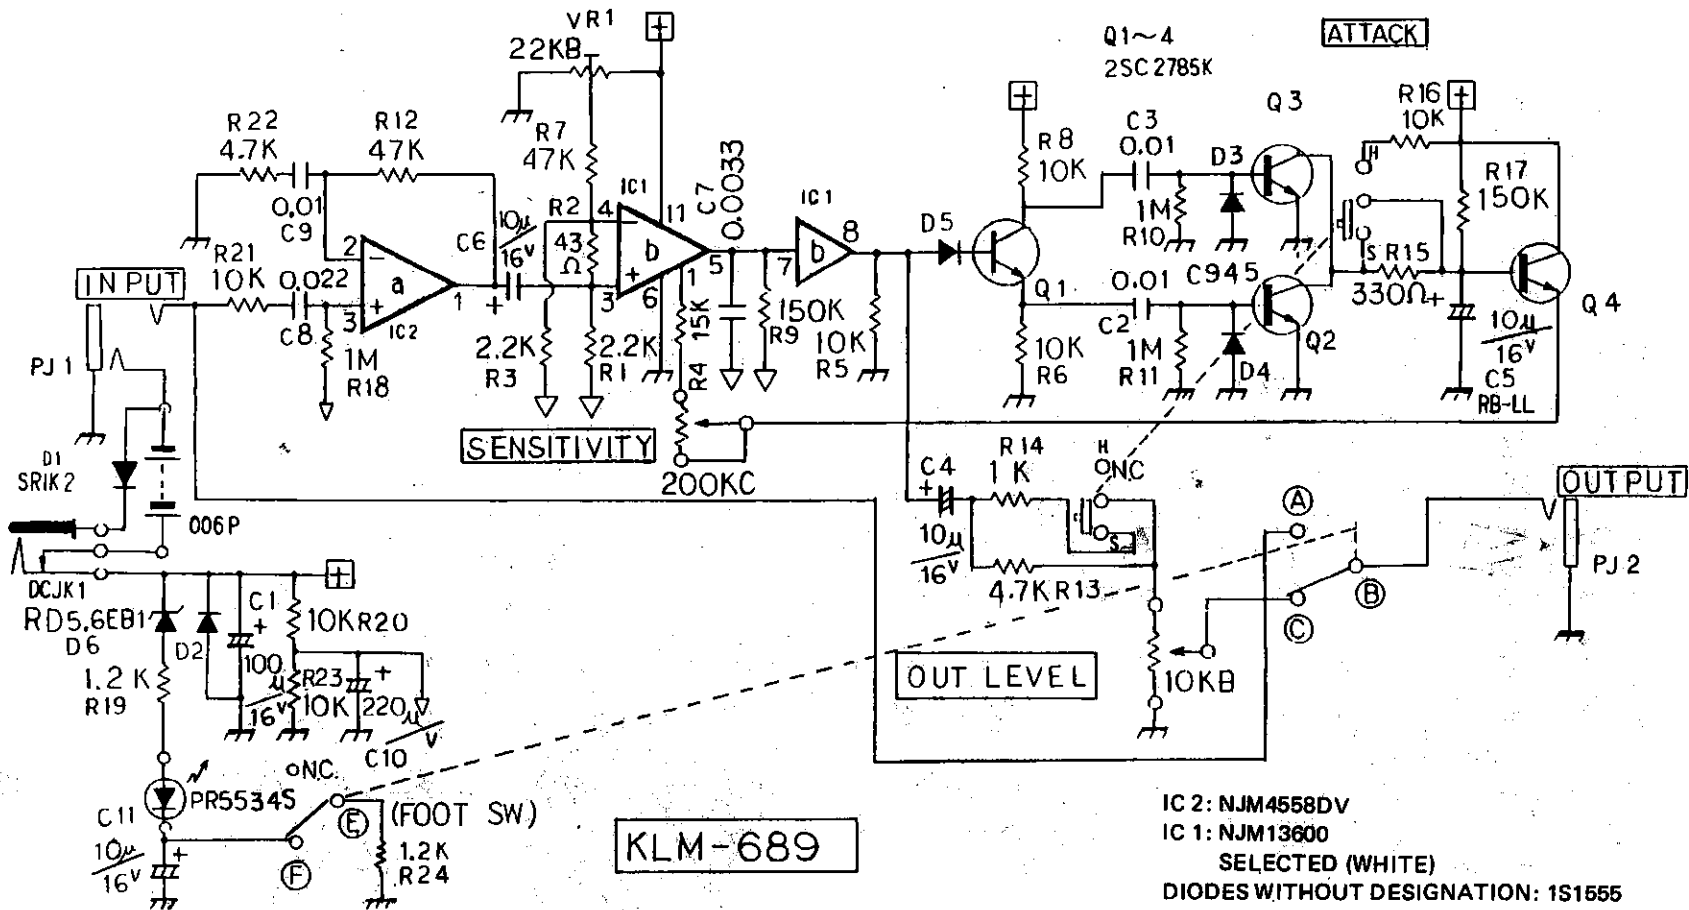 VR1
22KB
+
Q1~4
2SC2785K
ATTACK
R22
4.7K
R12
47K
R7
47K
C7
0.0033
+
R8
10K
C3
0.01
D3
Q3
R16
10K
+
H
R17
150K
0.01
C9
C6
10μ
16V
R2
43
Ω
IC1
4
11
b
5
1
6
3
IC1
b
8
7
D5
Q1
1M
R10
S
R15
330Ω
Q4
INPUT
R21
10K
0.022
C8
2
a
1
3
IC2
1M
R18
2.2K
R3
2.2K
R1
15K
R4
150K
R9
10K
R5
10K
R6
0.01
C2
C945
1M
R11
D4
Q2
+
10μ
16V
C5
RB-LL
PJ1
D1
SRIK2
006P
SENSITIVITY
200KC
C4
+
10μ
16V
R14
1K
H
NC
S
4.7K R13
A
B
C
OUTPUT
PJ2
DCJK1
+
RD5.6EB1
D6
1.2K
R19
D2
C1
+
100
μ
16V
10K R20
R23
10K
+
220μ
V
C10
OUT LEVEL
10KB
PR5534S
NC.
E
(FOOT SW.)
F
1.2K
R24
C11
10μ
16V
+
KLM-689
IC 2: NJM4558DV
IC 1: NJM13600
SELECTED (WHITE)
DIODES WITHOUT DESIGNATION: 1S1555